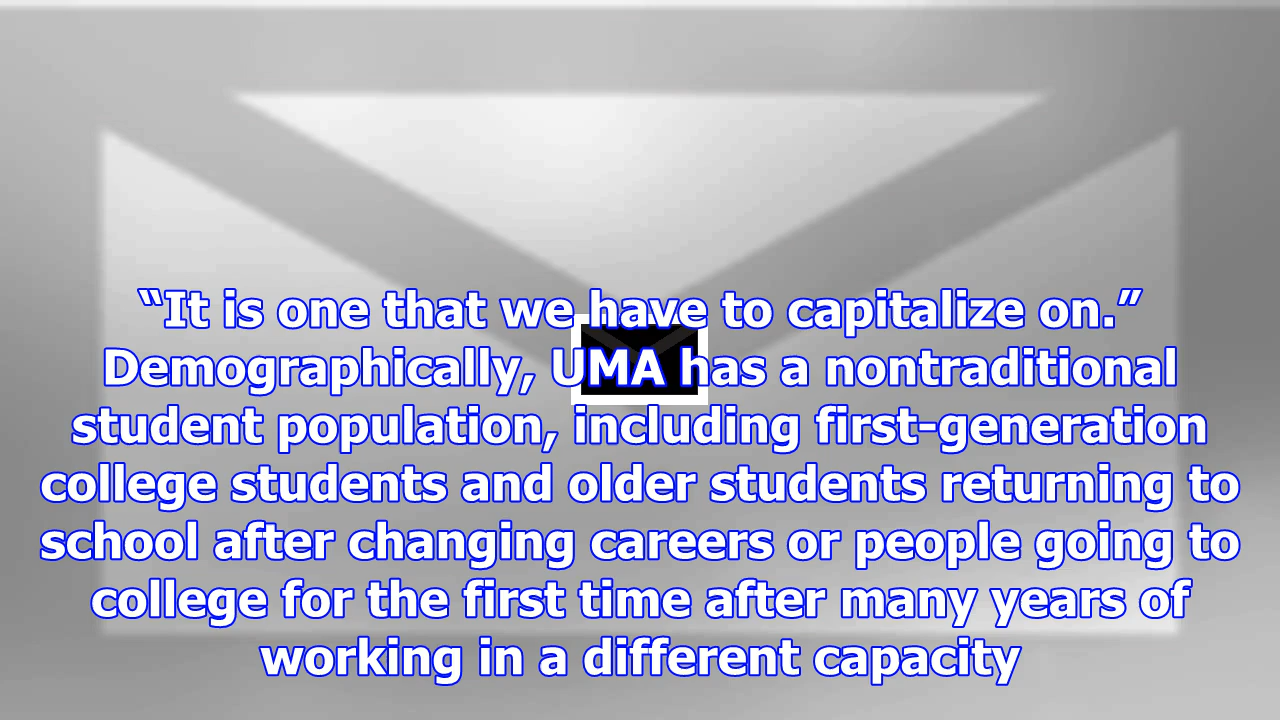 “It is one that we have to capitalize on.”
Demographically, UMA has a nontraditional
student population, including first-generation
college students and older students returning to
school after changing careers or people going to
college for the first time after many years of
working in a different capacity